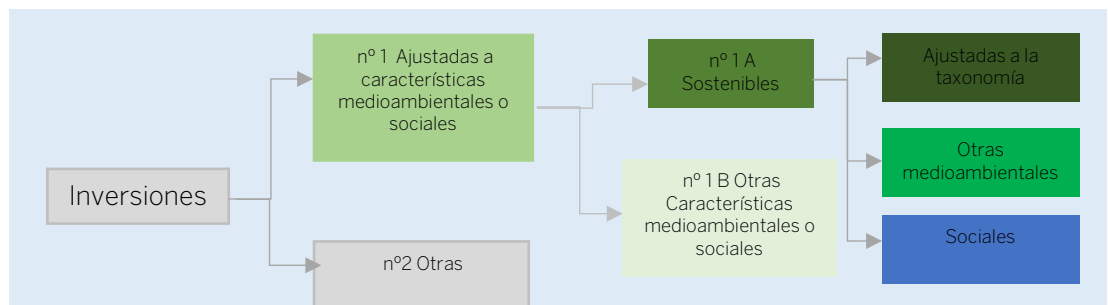 Inversiones
nº 1 Ajustadas a
características
medioambientales o
sociales
nº2 Otras
nº 1 A
Sostenibles
nº 1 B Otras
Características
medioambientales o
sociales
Ajustadas a la
taxonomía
Otras
medioambientales
Sociales